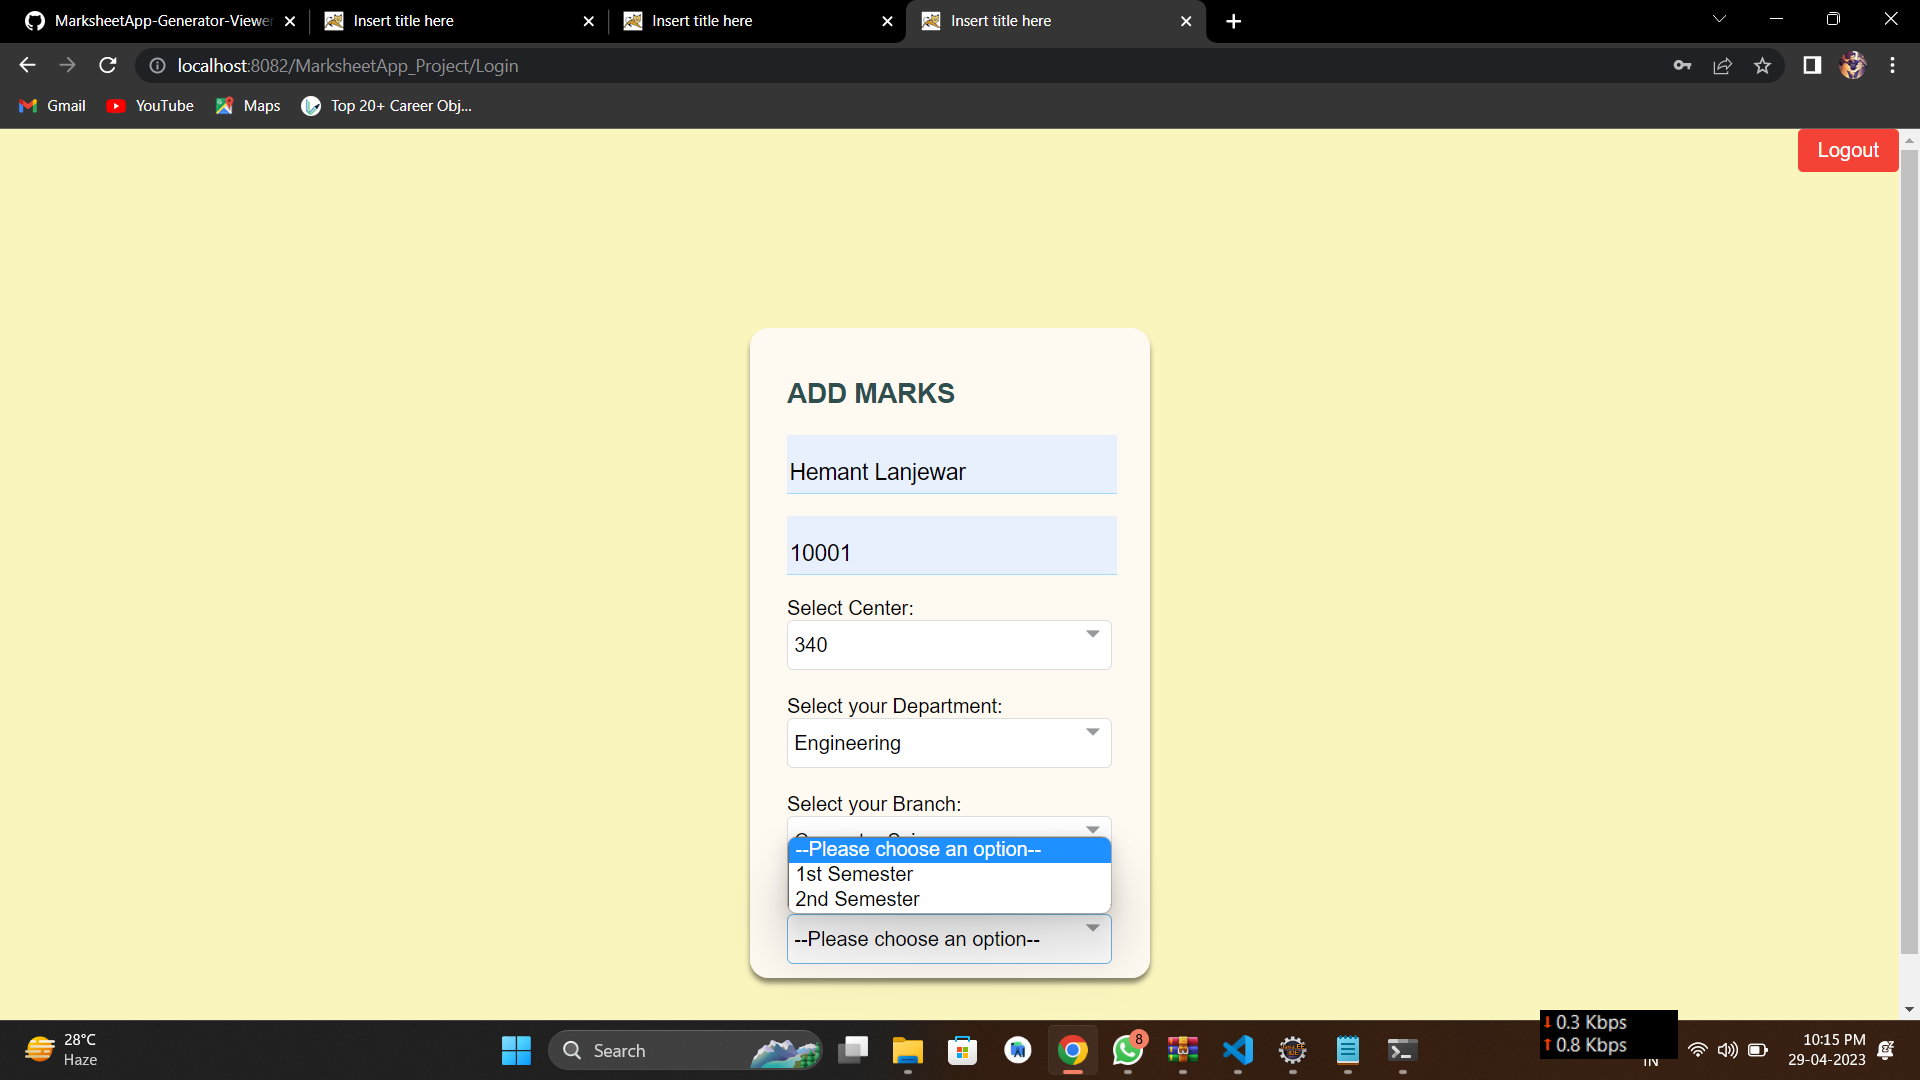 MarksheetApp-Generator-Viewer
Insert title here
Insert title here
Insert title here
localhost:8082/MarksheetApp_Project/Login
Gmail
YouTube
Maps
Top 20+ Career Obj...
Logout
ADD MARKS
Hemant Lanjewar
10001
Select Center:
340
Select your Department:
Engineering
Select your Branch:
--Please choose an option--
1st Semester
2nd Semester
--Please choose an option--
28°C
Haze
Search
8
0.3 Kbps
0.8 Kbps
IN
10:15 PM
29-04-2023